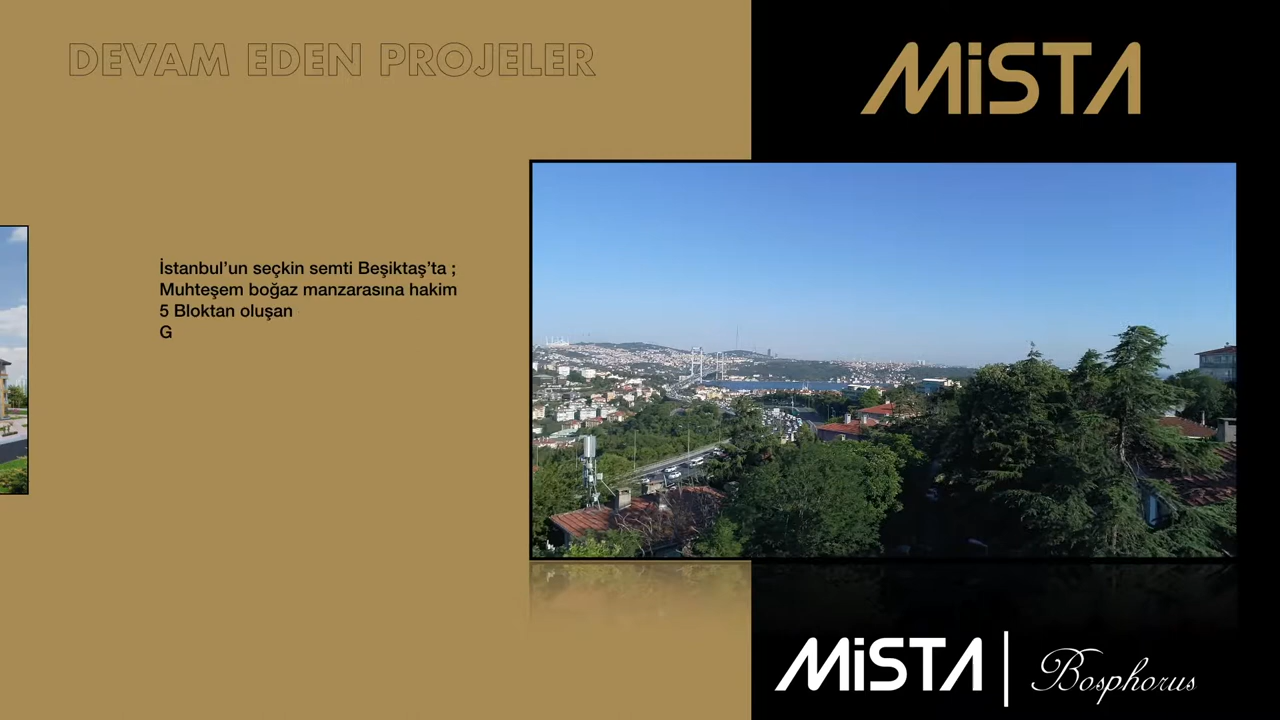 DEVAM EDEN PROJELER
MiSTA
İstanbul’un seçkin semti Beşiktaş’ta ;
Muhteşem boğaz manzarasına hakim
5 Bloktan oluşan
G
MiSTA | Bosphorus